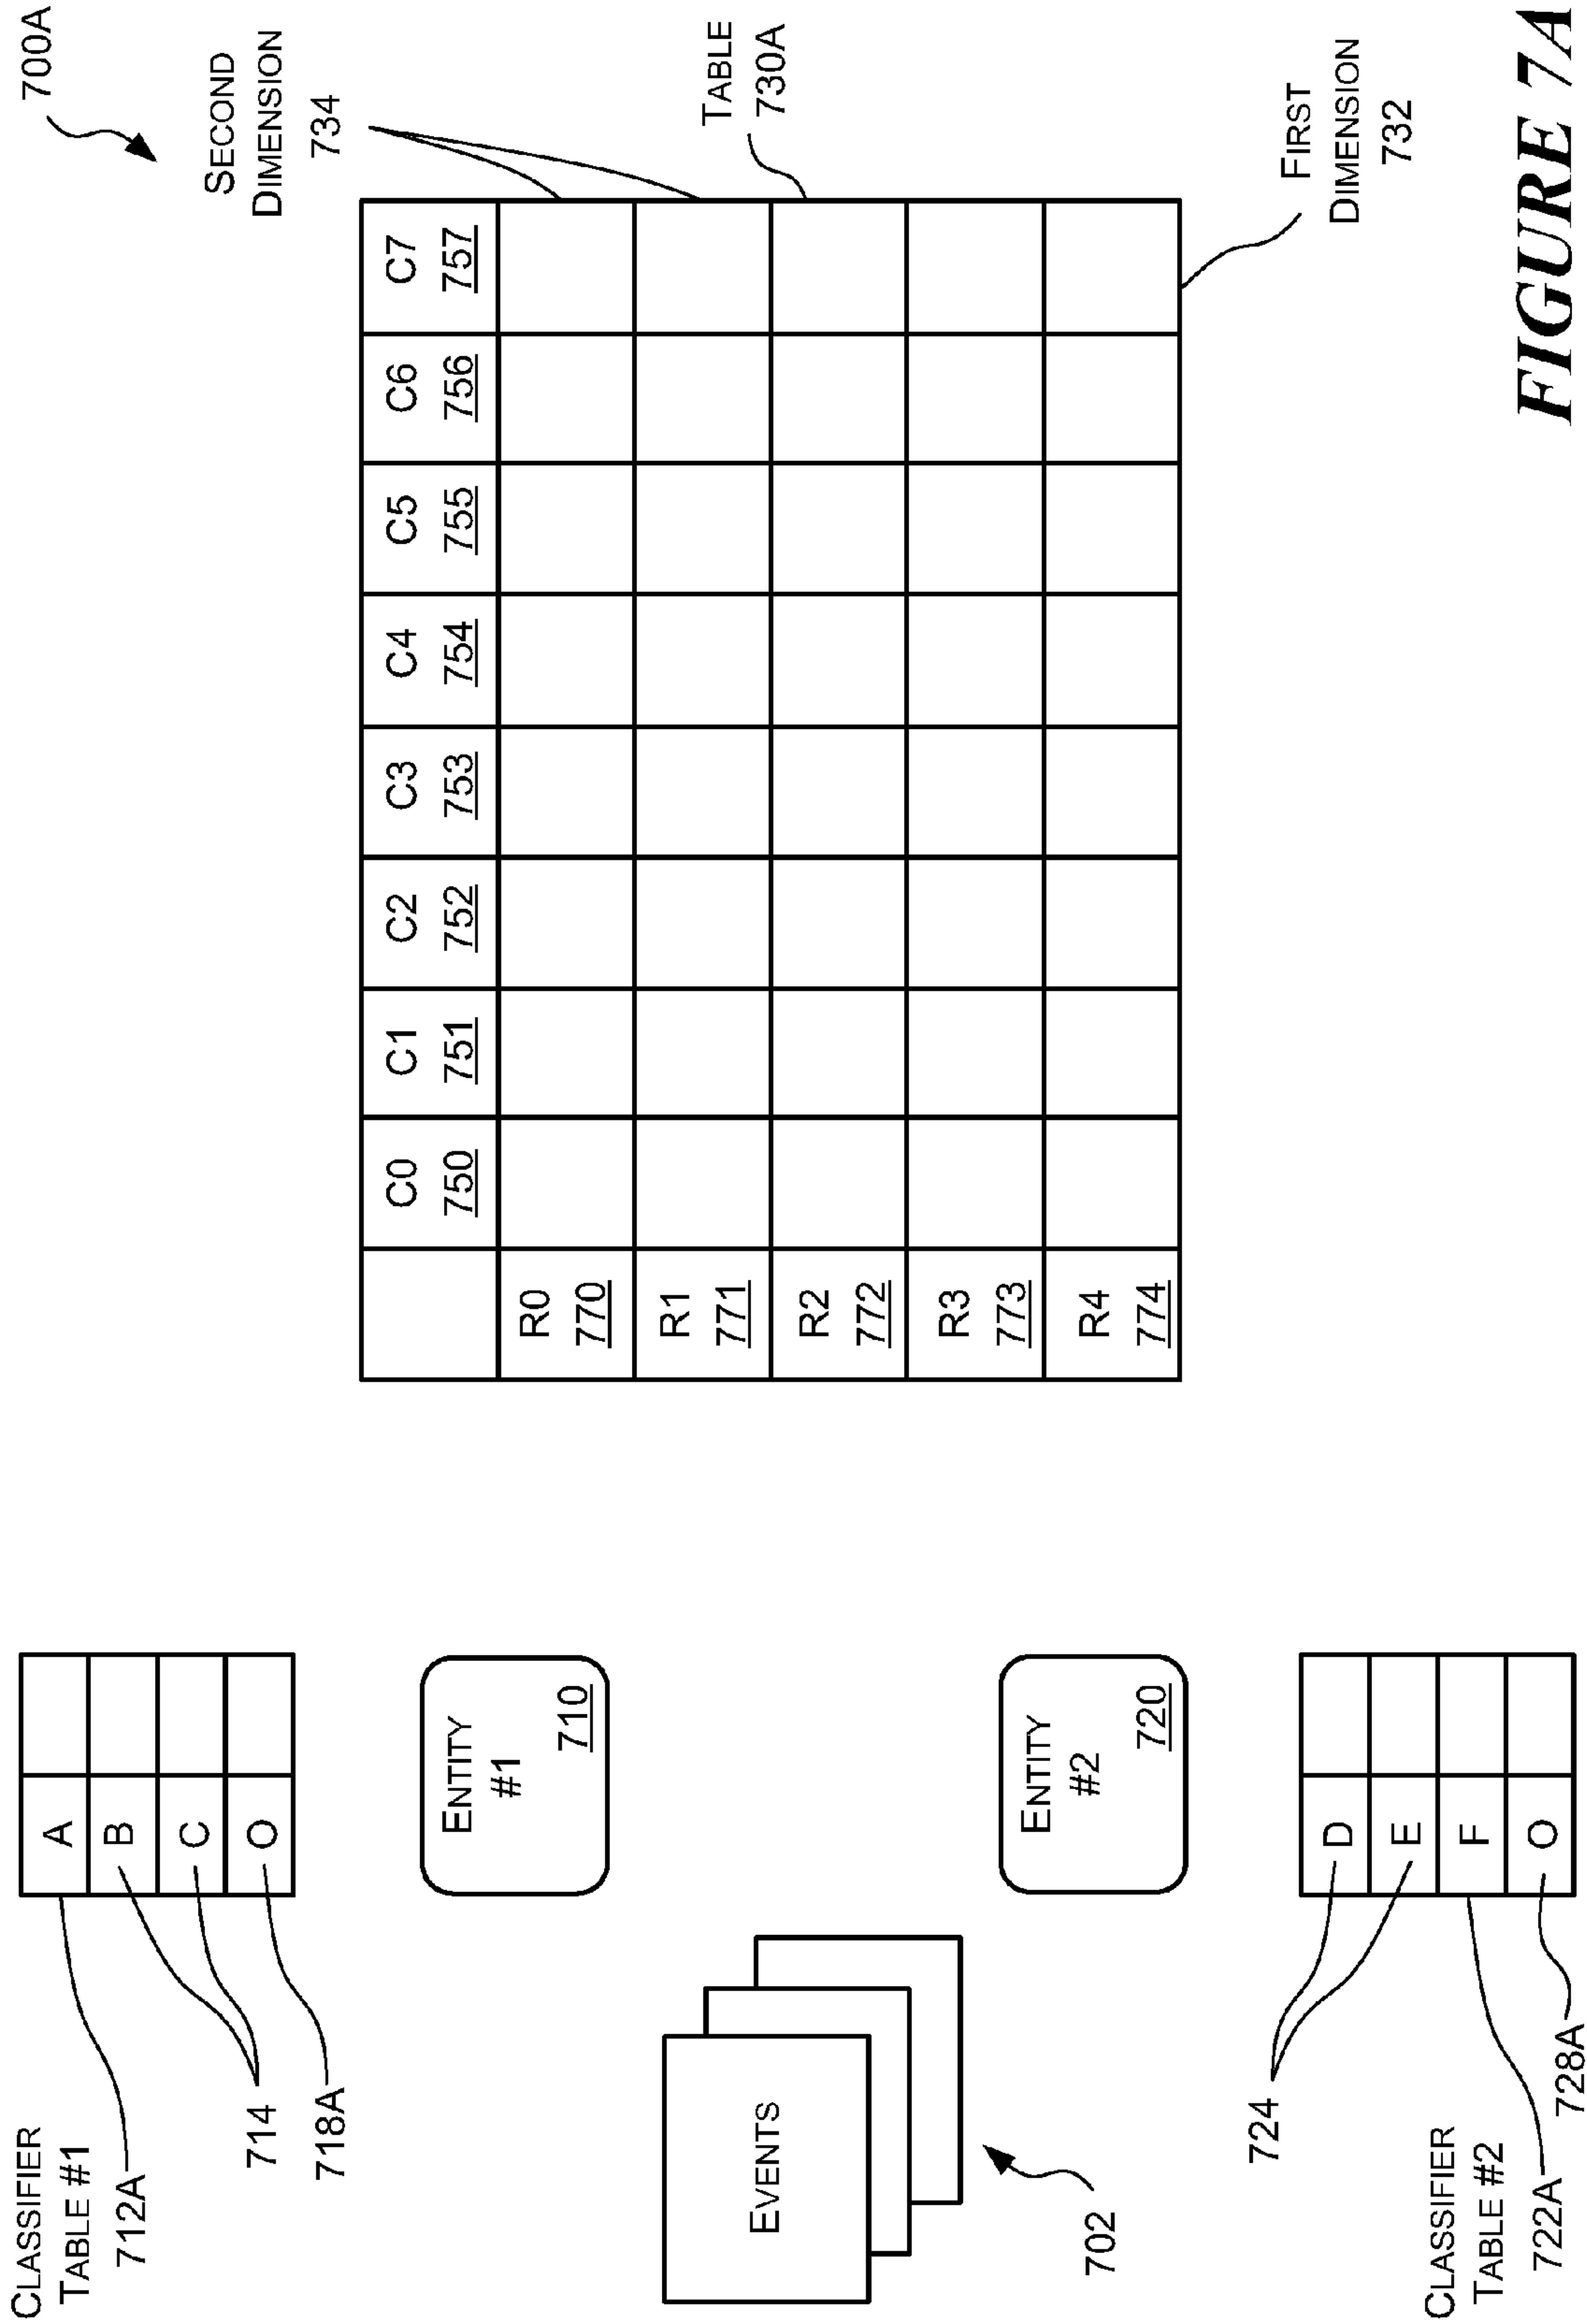 700A
CLASSIFIER
TABLE #1
712A
714
718A
A
B
C
O
ENTITY
#1
710
EVENTS
702
ENTITY
#2
720
724
CLASSIFIER
TABLE #2
722A
728A
D
E
F
O
SECOND
DIMENSION
734
C0 C1 C2 C3 C4 C5 C6 C7
750 751 752 753 754 755 756 757
R0
770
R1
771
R2
772
R3
773
R4
774
TABLE
730A
FIRST
DIMENSION
732
FIGURE 7A